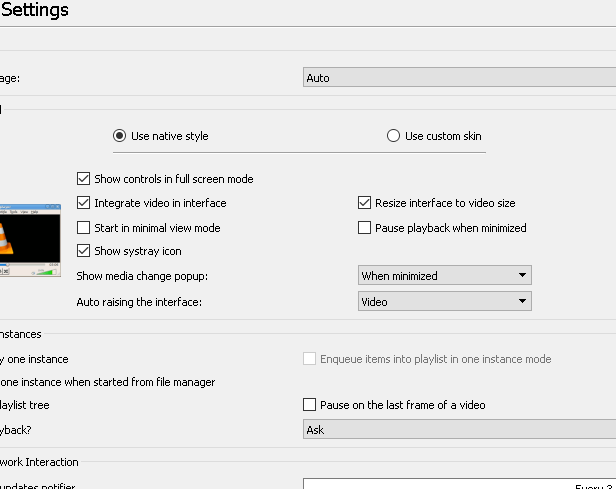 Settings
age:
Auto
Use native style
Use custom skin
Show controls in full screen mode
Integrate video in interface
Resize interface to video size
Start in minimal view mode
Pause playback when minimized
Show systray icon
Show media change popup:
When minimized
Auto raising the interface:
Video
nstances
y one instance
Enqueue items into playlist in one instance mode
one instance when started from file manager
aylist tree
Pause on the last frame of a video
yback?
Ask
work Interaction
updates notifier